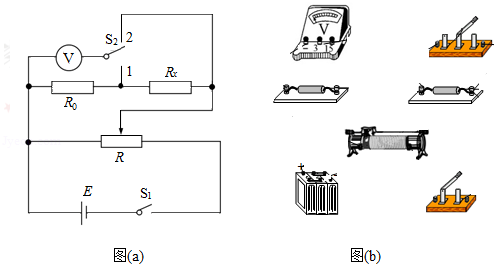 S₂ 2
V
1
R₀ Rₓ
R
E S₁
图(a)
V
- 3 15
+ -
图(b)